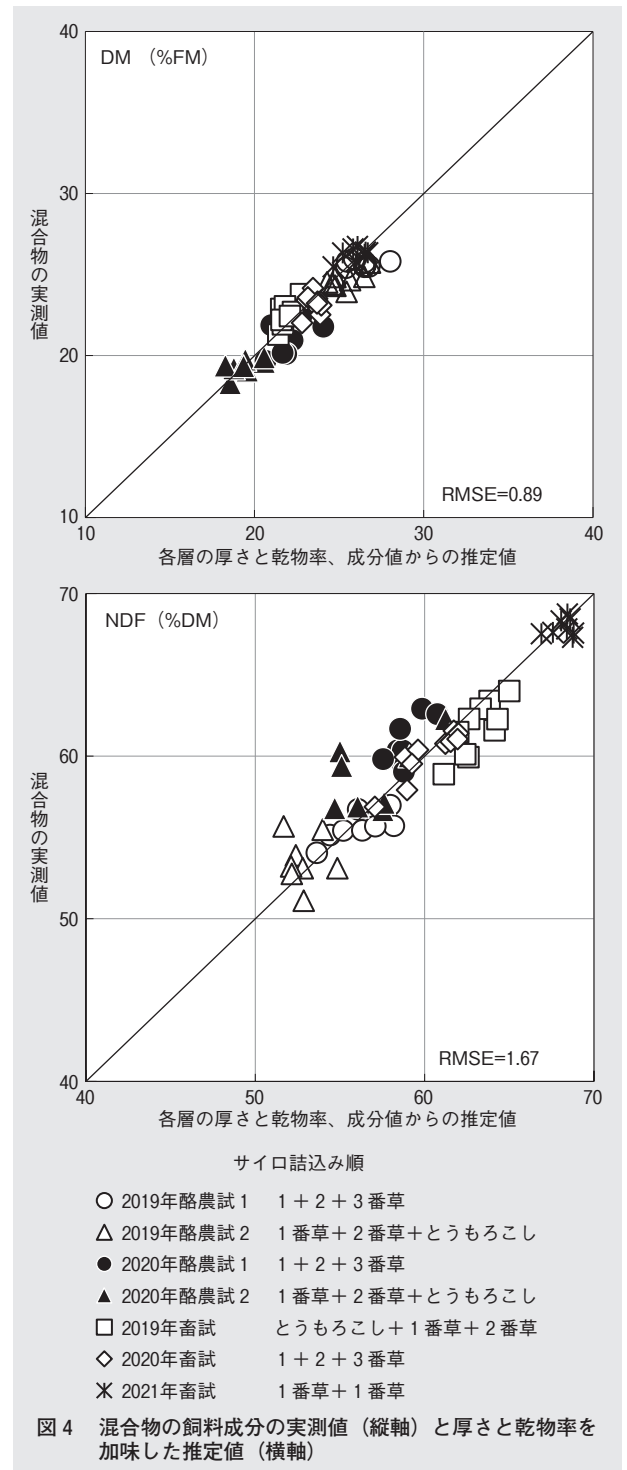 40
DM （%FM）
30
混合物の実測値
20
RMSE=0.89
10
10 20 30 40
各層の厚さと乾物率、成分値からの推定値
70
NDF（%DM）
60
混合物の実測値
50
RMSE=1.67
40
40 50 60 70
各層の厚さと乾物率、成分値からの推定値
サイロ詰込み順
○ 2019年酪農試1 1＋2＋3番草
△ 2019年酪農試2 1番草＋2番草＋とうもろこし
● 2020年酪農試1 1＋2＋3番草
▲ 2020年酪農試2 1番草＋2番草＋とうもろこし
□ 2019年畜試 とうもろこし＋1番草＋2番草
◇ 2020年畜試 1＋2＋3番草
＊ 2021年畜試 1番草＋1番草
図4 混合物の飼料成分の実測値（縦軸）と厚さと乾物率を
加味した推定値（横軸）